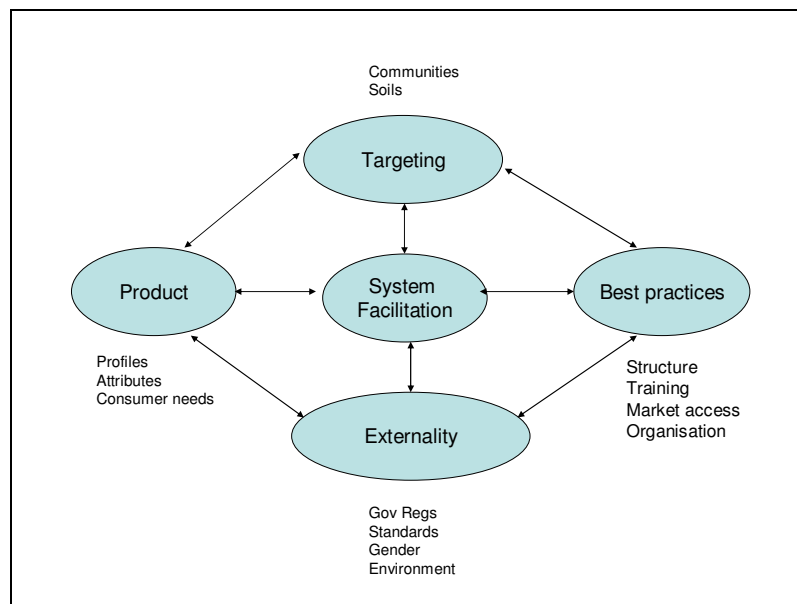 Communities
Soils
Targeting
Product
System
Facilitation
Best practices
Profiles
Attributes
Consumer needs
Structure
Training
Market access
Organisation
Externality
Gov Regs
Standards
Gender
Environment